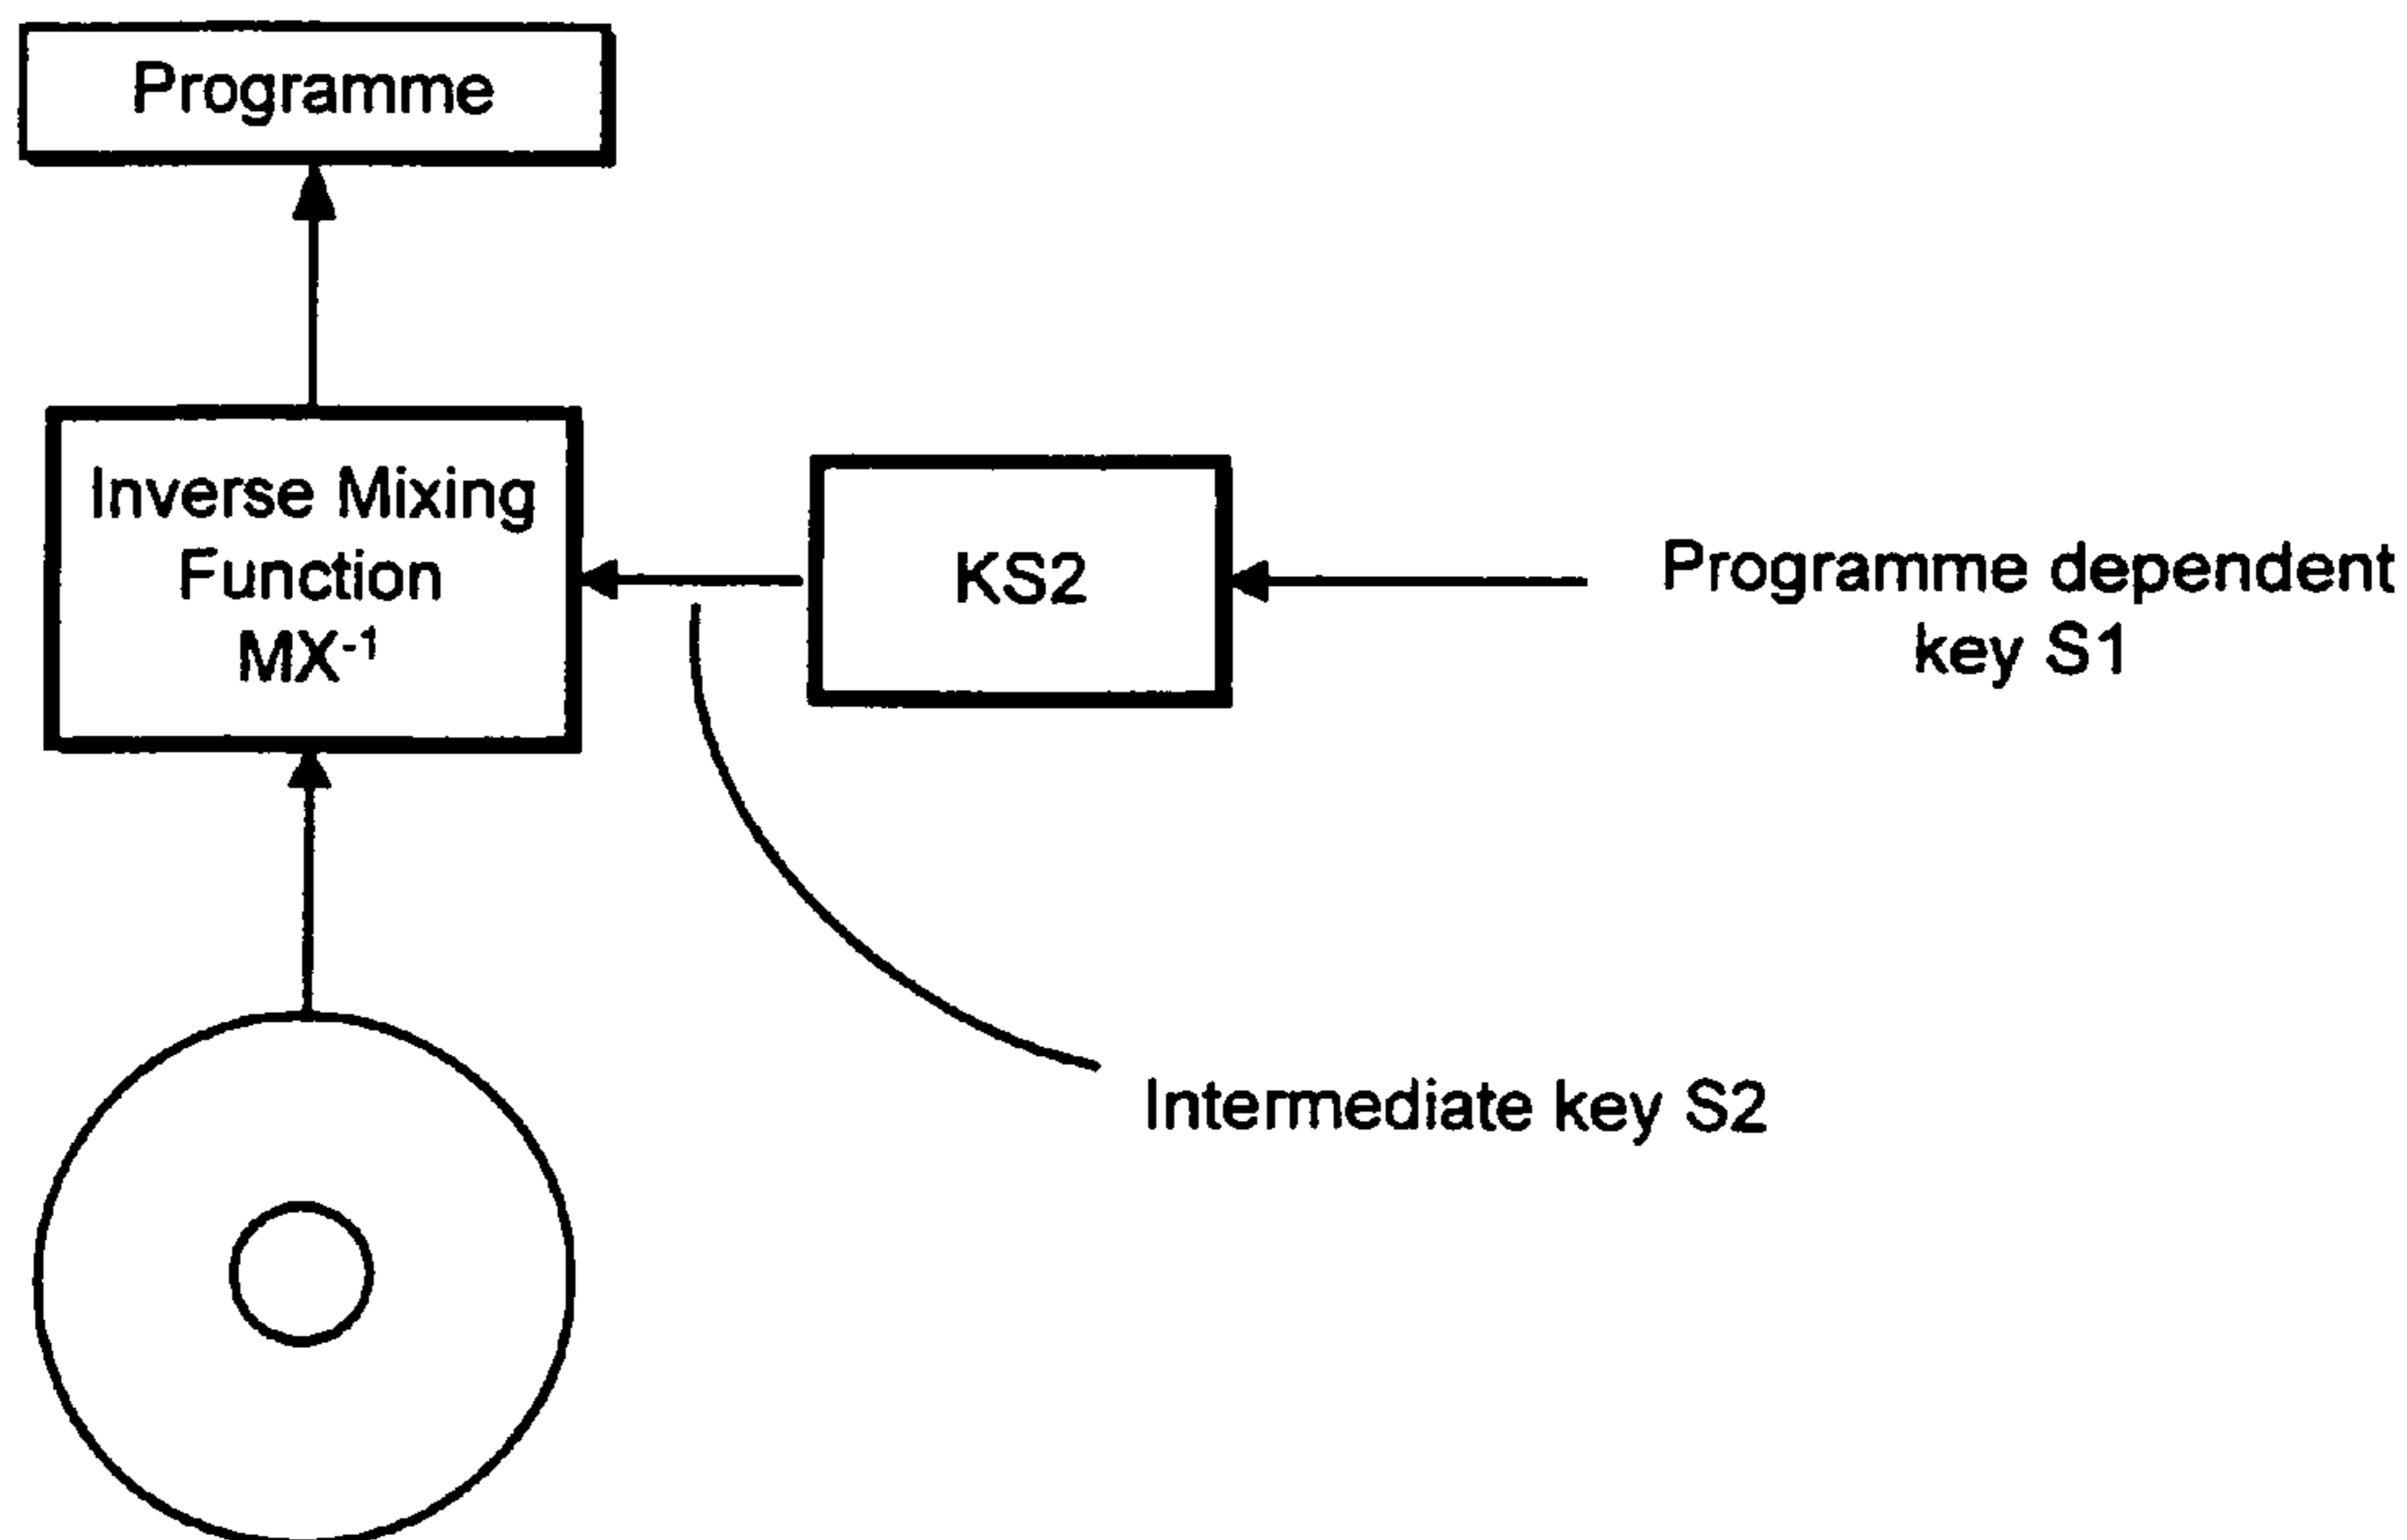 Programme
Inverse Mixing
Function
MX⁻¹
KS2
Programme dependent
key S1
Intermediate key S2